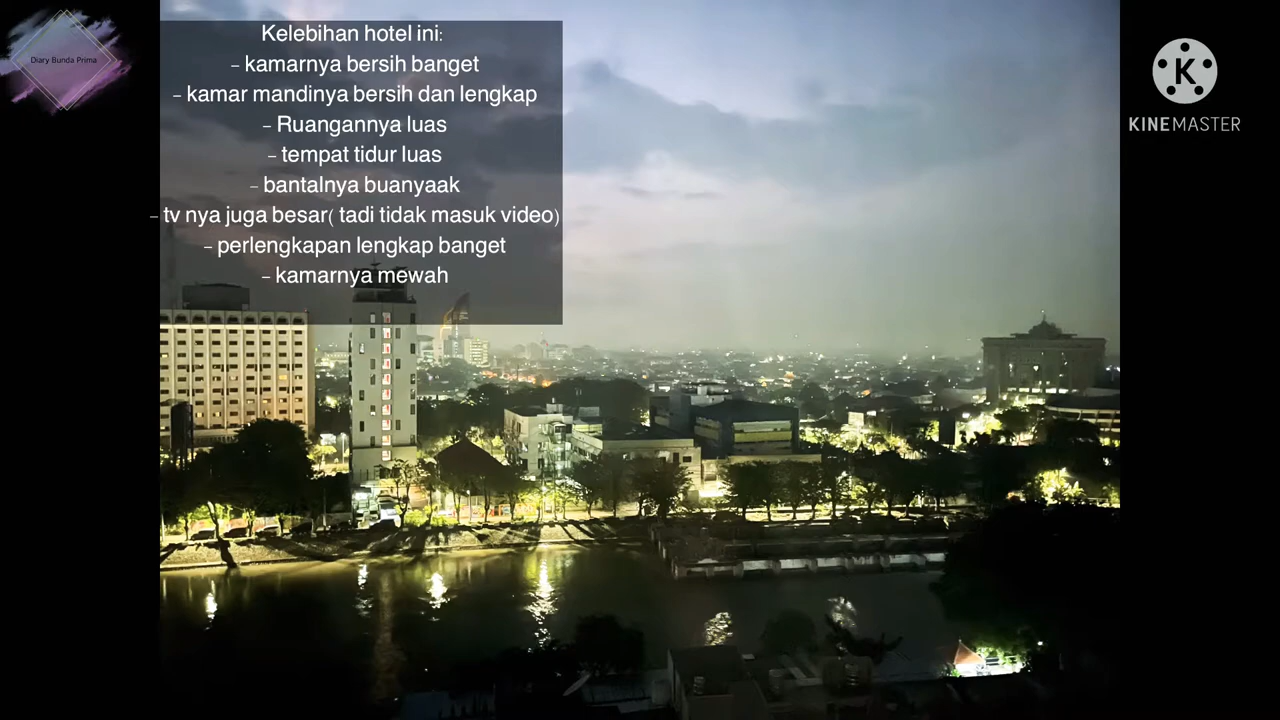 Diary Bunda Prima
Kelebihan hotel ini:
- kamarnya bersih banget
- kamar mandinya bersih dan lengkap
- Ruangannya luas
- tempat tidur luas
- bantalnya buanyaak
- tv nya juga besar( tadi tidak masuk video)
- perlengkapan lengkap banget
- kamarnya mewah
K
KINEMASTER